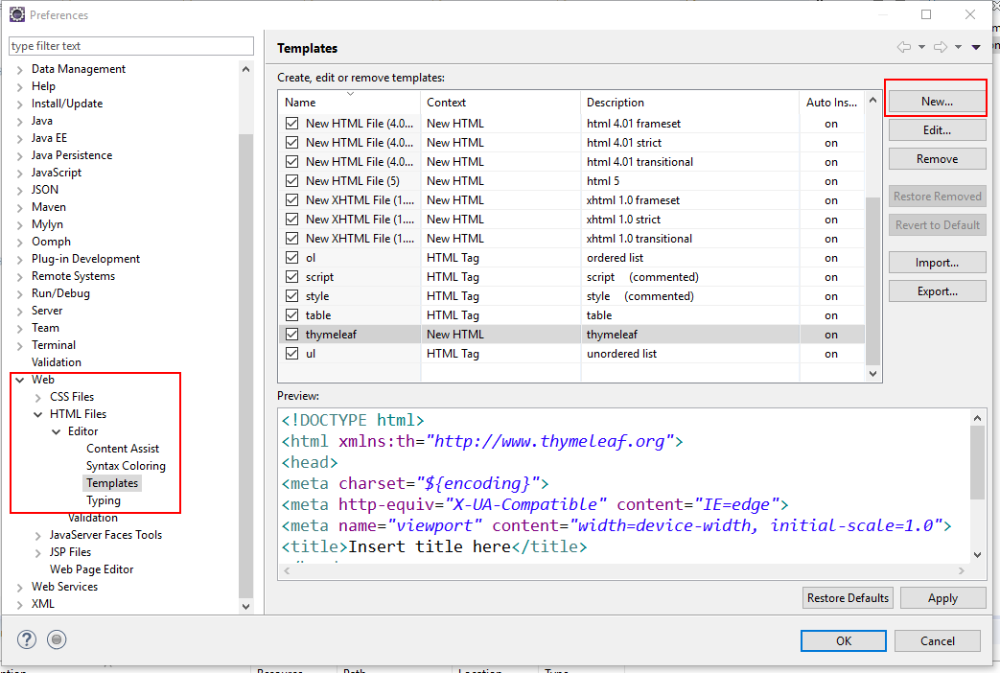 Preferences
type filter text
Data Management
Help
Install/Update
Java
Java EE
Java Persistence
JavaScript
JSON
Maven
Mylyn
Oomph
Plug-in Development
Remote Systems
Run/Debug
Server
Team
Terminal
Validation
Web
CSS Files
HTML Files
Editor
Content Assist
Syntax Coloring
Templates
Typing
Validation
JavaServer Faces Tools
JSP Files
Web Page Editor
Web Services
XML
Templates
Create, edit or remove templates:
Name Context Description Auto Ins...
New HTML File (4.0... New HTML html 4.01 frameset on
New HTML File (4.0... New HTML html 4.01 strict on
New HTML File (4.0... New HTML html 4.01 transitional on
New HTML File (5) New HTML html 5 on
New XHTML File (1.... New HTML xhtml 1.0 frameset on
New XHTML File (1.... New HTML xhtml 1.0 strict on
New XHTML File (1.... New HTML xhtml 1.0 transitional on
ol HTML Tag ordered list on
script HTML Tag script (commented) on
style HTML Tag style (commented) on
table HTML Tag table on
thymeleaf New HTML thymeleaf on
ul HTML Tag unordered list on
New...
Edit...
Remove
Restore Removed
Revert to Default
Import...
Export...
Preview:
<!DOCTYPE html>
<html xmlns:th="http://www.thymeleaf.org">
<head>
<meta charset="${encoding}">
<meta http-equiv="X-UA-Compatible" content="IE=edge">
<meta name="viewport" content="width=device-width, initial-scale=1.0">
<title>Insert title here</title>
Restore Defaults Apply
? OK Cancel